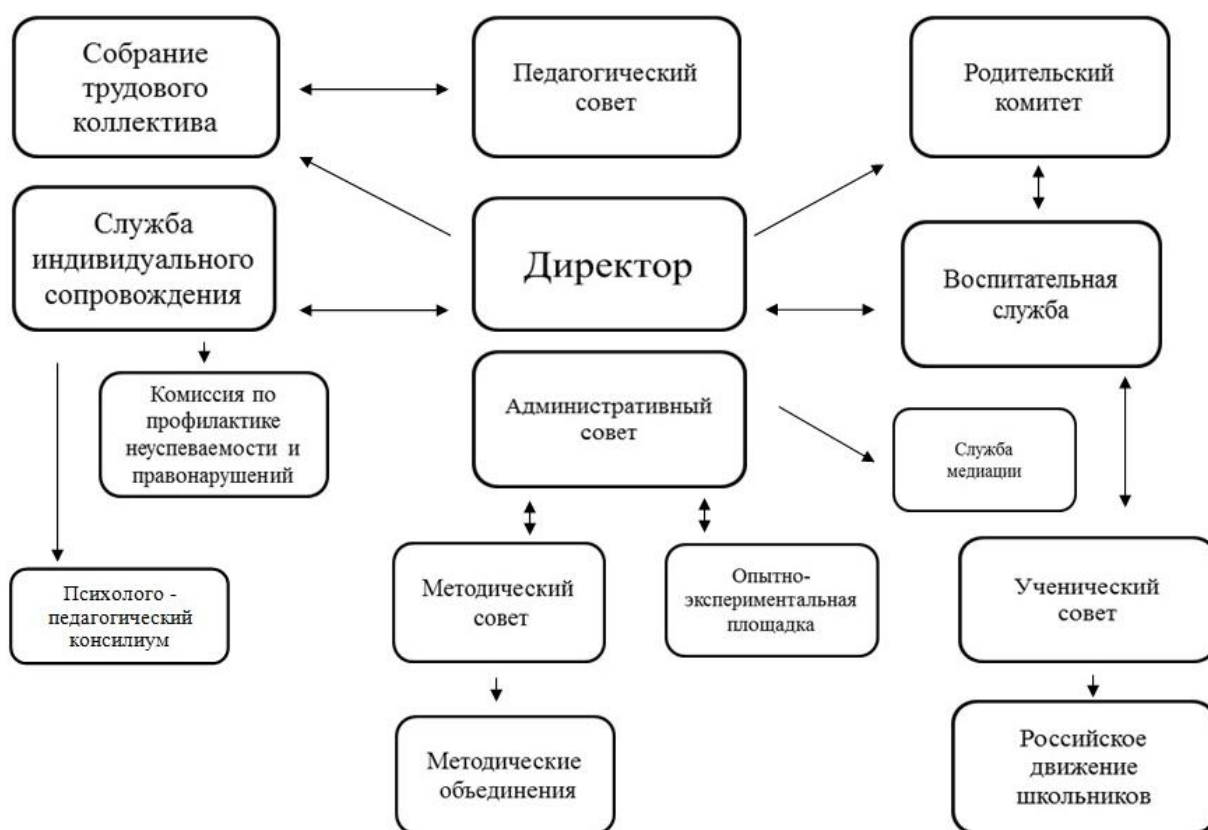 Собрание
трудового
коллектива
Педагогический
совет
Родительский
комитет
Служба
индивидуального
сопровождения
Директор
Воспитательная
служба
Комиссия по
профилактике
неуспеваемости и
правонарушений
Административный
совет
Служба
медиации
Психолого -
педагогический
консилиум
Методический
совет
Опытно-
экспериментальная
площадка
Ученический
совет
Методические
объединения
Российское
движение
школьников